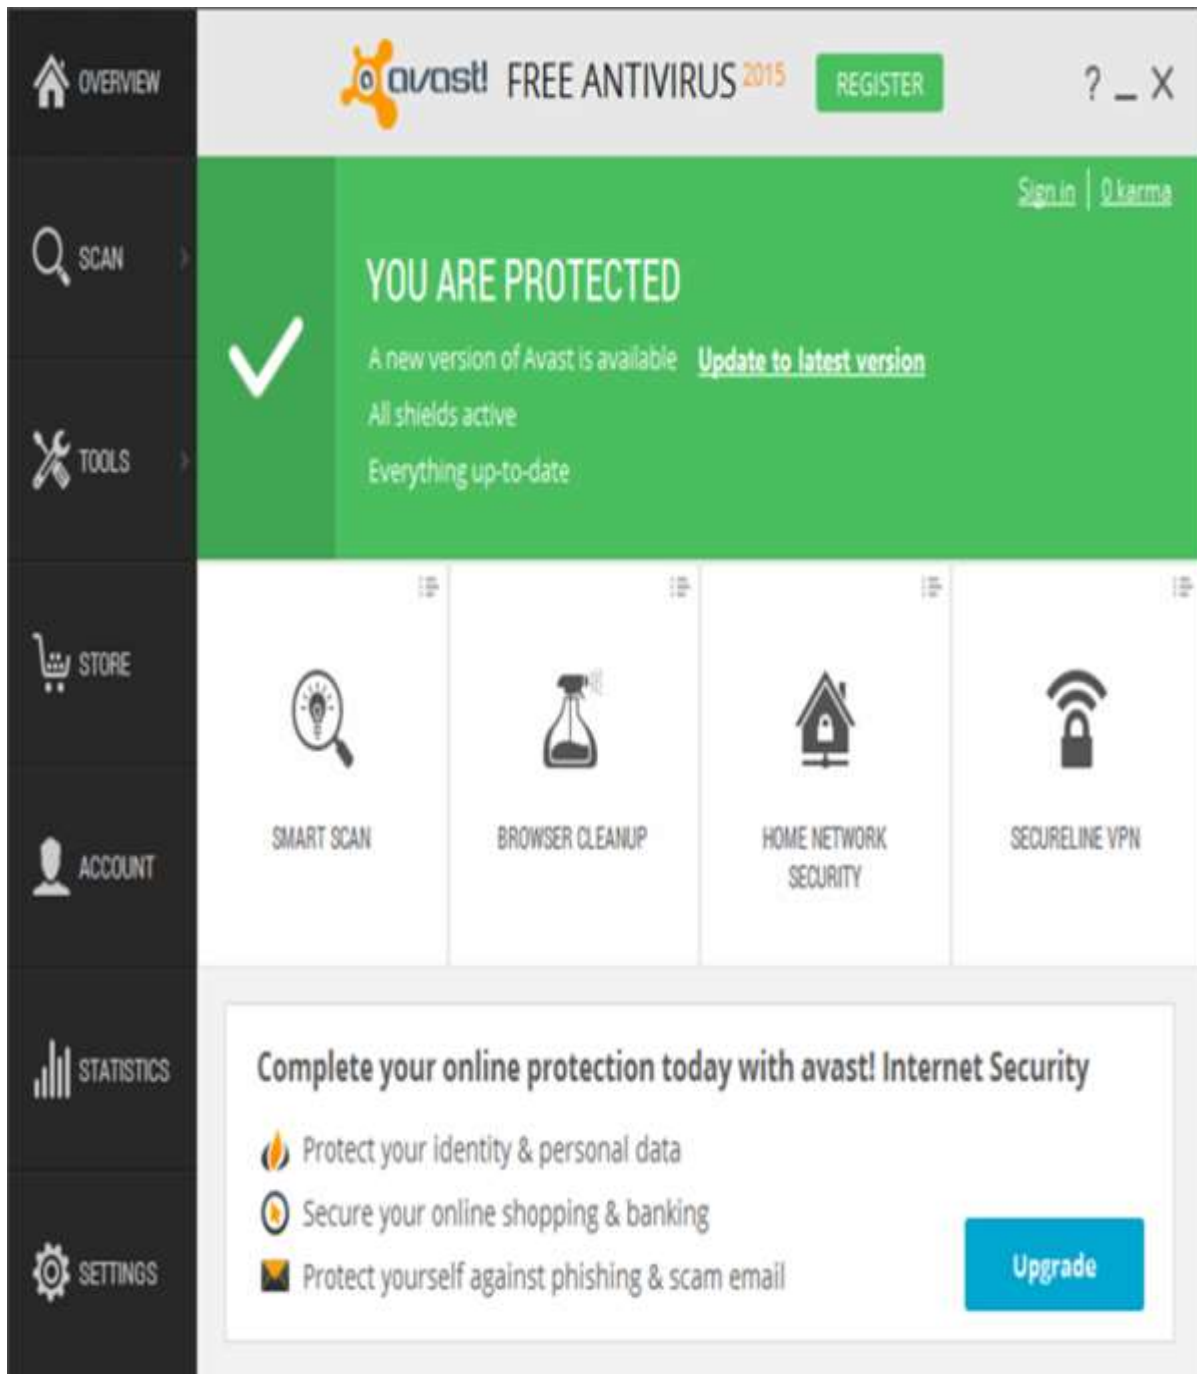 OVERVIEW
avast! FREE ANTIVIRUS 2015
REGISTER
? _ X
Sign in | 0 karma
SCAN
YOU ARE PROTECTED
A new version of Avast is available Update to latest version
All shields active
Everything up-to-date
TOOLS
STORE
SMART SCAN
BROWSER CLEANUP
HOME NETWORK
SECURITY
SECURELINE VPN
ACCOUNT
STATISTICS
Complete your online protection today with avast! Internet Security
Protect your identity & personal data
Secure your online shopping & banking
Protect yourself against phishing & scam email
Upgrade
SETTINGS